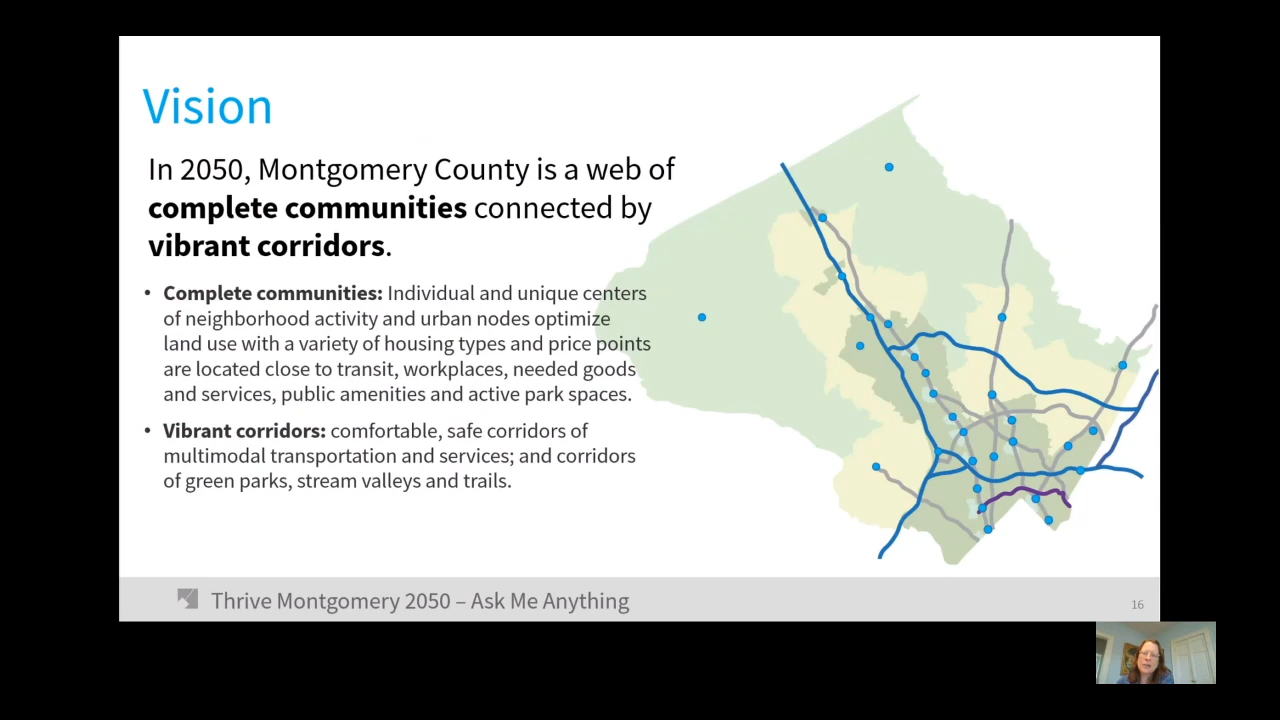 Vision
In 2050, Montgomery County is a web of
complete communities connected by
vibrant corridors.
• Complete communities: Individual and unique centers
of neighborhood activity and urban nodes optimize
land use with a variety of housing types and price points
are located close to transit, workplaces, needed goods
and services, public amenities and active park spaces.
• Vibrant corridors: comfortable, safe corridors of
multimodal transportation and services; and corridors
of green parks, stream valleys and trails.
Thrive Montgomery 2050 – Ask Me Anything
16